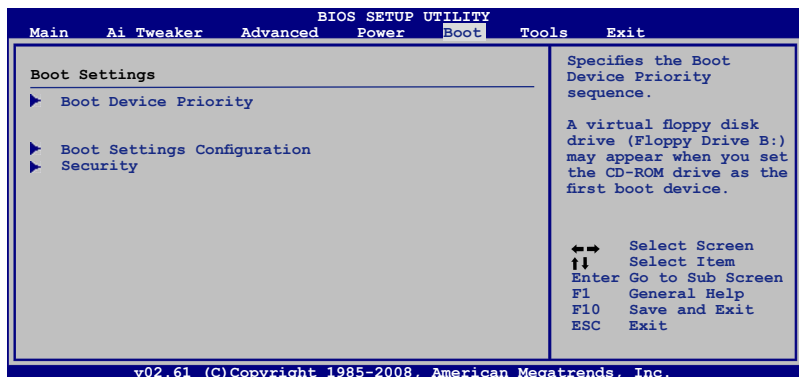 BIOS SETUP UTILITY
Main Ai Tweaker Advanced Power Boot Tools Exit
Boot Settings
Boot Device Priority
Boot Settings Configuration
Security
Specifies the Boot
Device Priority
sequence.
A virtual floppy disk
drive (Floppy Drive B:)
may appear when you set
the CD-ROM drive as the
first boot device.
←→ Select Screen
↑↓ Select Item
Enter Go to Sub Screen
F1 General Help
F10 Save and Exit
ESC Exit
v02.61 (C)Copyright 1985-2008, American Megatrends, Inc.